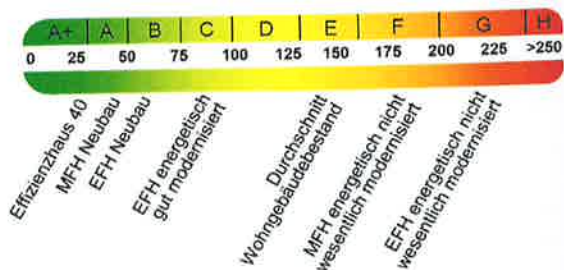 A+ A B C D E F G H
0 25 50 75 100 125 150 175 200 225 >250
Effizienzhaus 40
MFH Neubau
EFH Neubau
EFH energetisch
gut modernisiert
Durchschnitt
Wohngebäudebestand
MFH energetisch nicht
wesentlich modernisiert
EFH energetisch nicht
wesentlich modernisiert